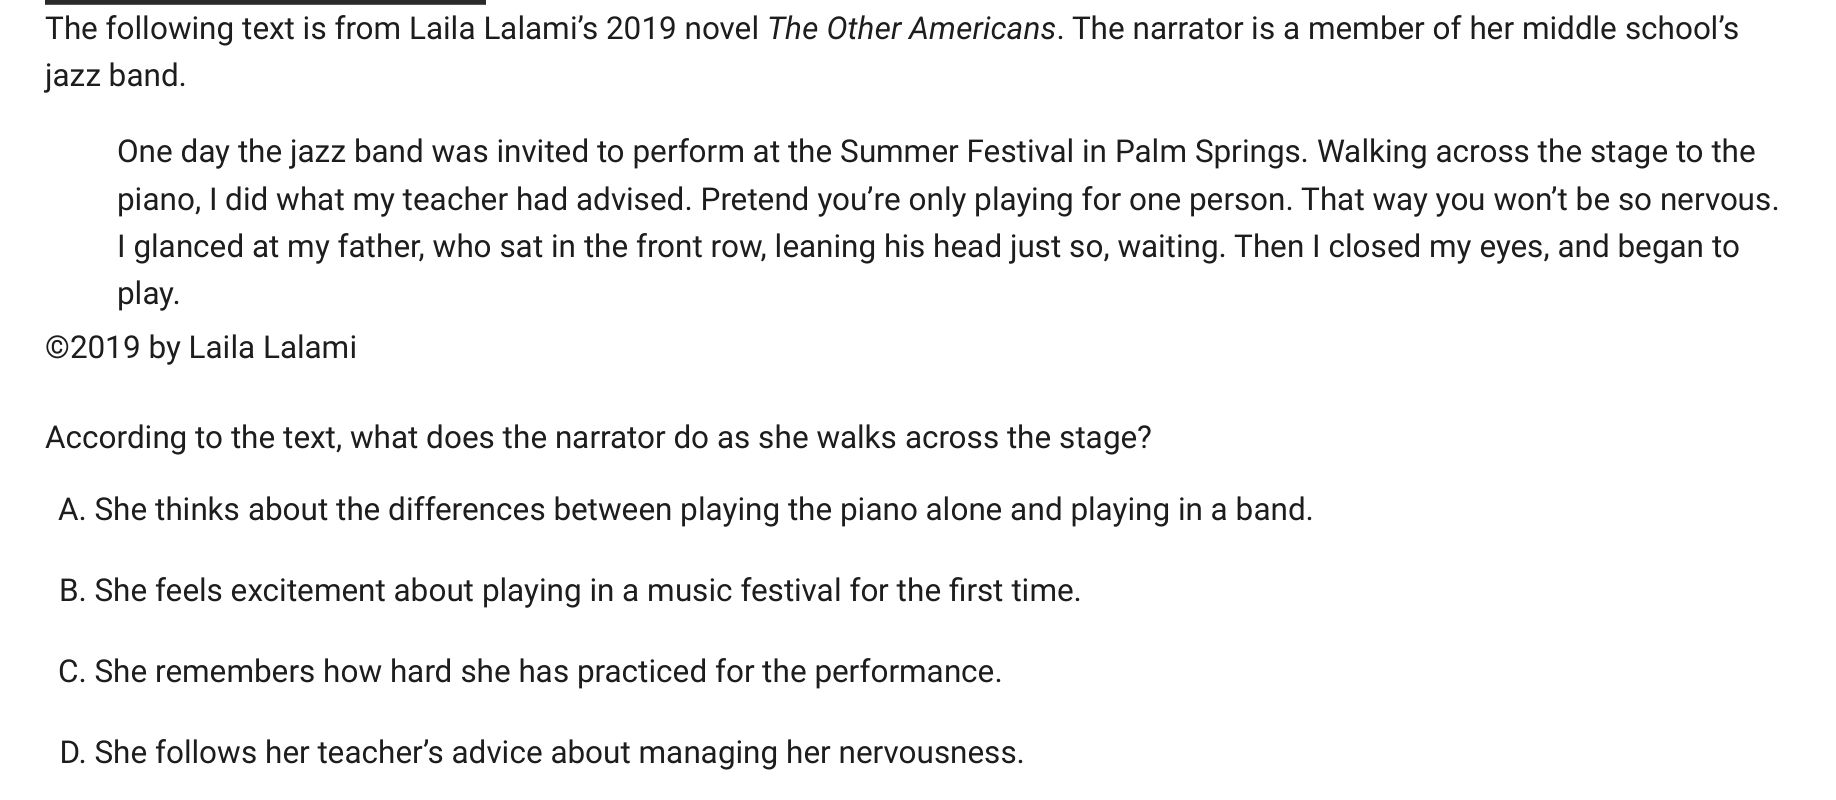 The following text is from Laila Lalami’s 2019 novel The Other Americans. The narrator is a member of her middle school’s
jazz band.
One day the jazz band was invited to perform at the Summer Festival in Palm Springs. Walking across the stage to the
piano, I did what my teacher had advised. Pretend you’re only playing for one person. That way you won’t be so nervous.
I glanced at my father, who sat in the front row, leaning his head just so, waiting. Then I closed my eyes, and began to
play.
©2019 by Laila Lalami
According to the text, what does the narrator do as she walks across the stage?
A. She thinks about the differences between playing the piano alone and playing in a band.
B. She feels excitement about playing in a music festival for the first time.
C. She remembers how hard she has practiced for the performance.
D. She follows her teacher’s advice about managing her nervousness.